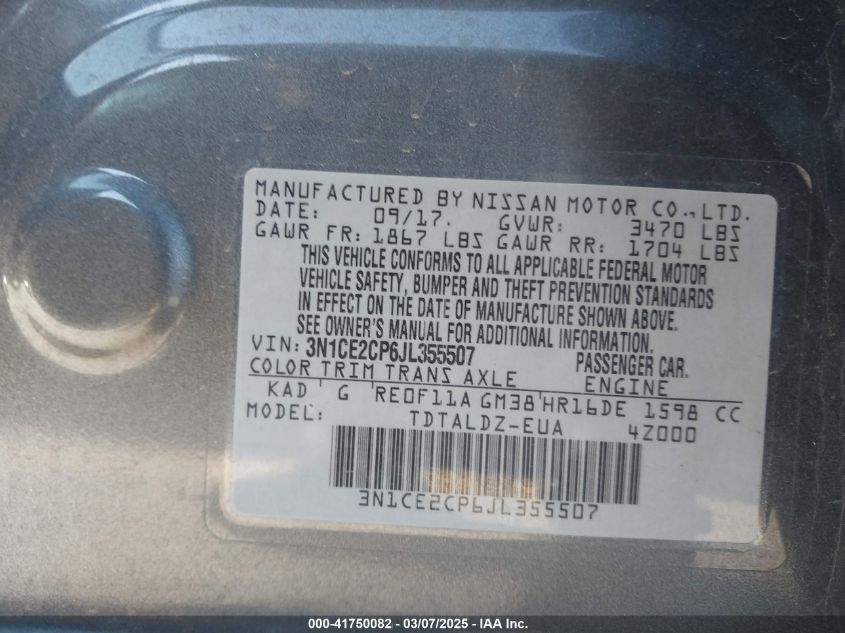 MANUFACTURED BY NISSAN MOTOR CO., LTD.
DATE: 09/17. GVWR: 3470 LBS
GAWR FR: 1867 LBS GAWR RR: 1704 LBS
THIS VEHICLE CONFORMS TO ALL APPLICABLE FEDERAL MOTOR
VEHICLE SAFETY, BUMPER AND THEFT PREVENTION STANDARDS
IN EFFECT ON THE DATE OF MANUFACTURE SHOWN ABOVE.
SEE OWNER'S MANUAL FOR ADDITIONAL INFORMATION.
VIN: 3N1CE2CP6JL355507 PASSENGER CAR.
COLOR TRIM TRANS AXLE ENGINE
KAD G RE0F11A GM38 HR16DE 1598 CC
MODEL: TDTALDZ-EUA 4Z000
3N1CE2CP6JL355507
000-41750082 - 03/07/2025 - IAA Inc.